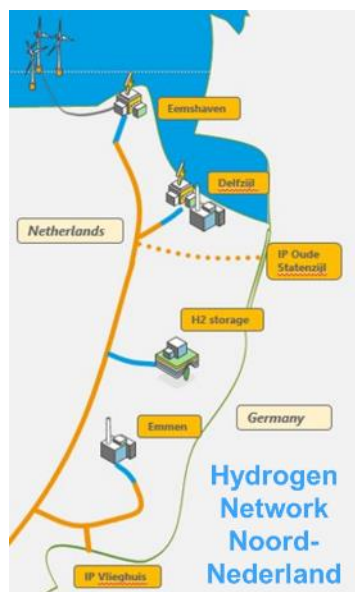 Eemshaven
Delfzijl
Netherlands
IP Oude
Statenzijl
H2 storage
Emmen
Germany
Hydrogen
Network
Noord-
Nederland
IP Vlieghuis